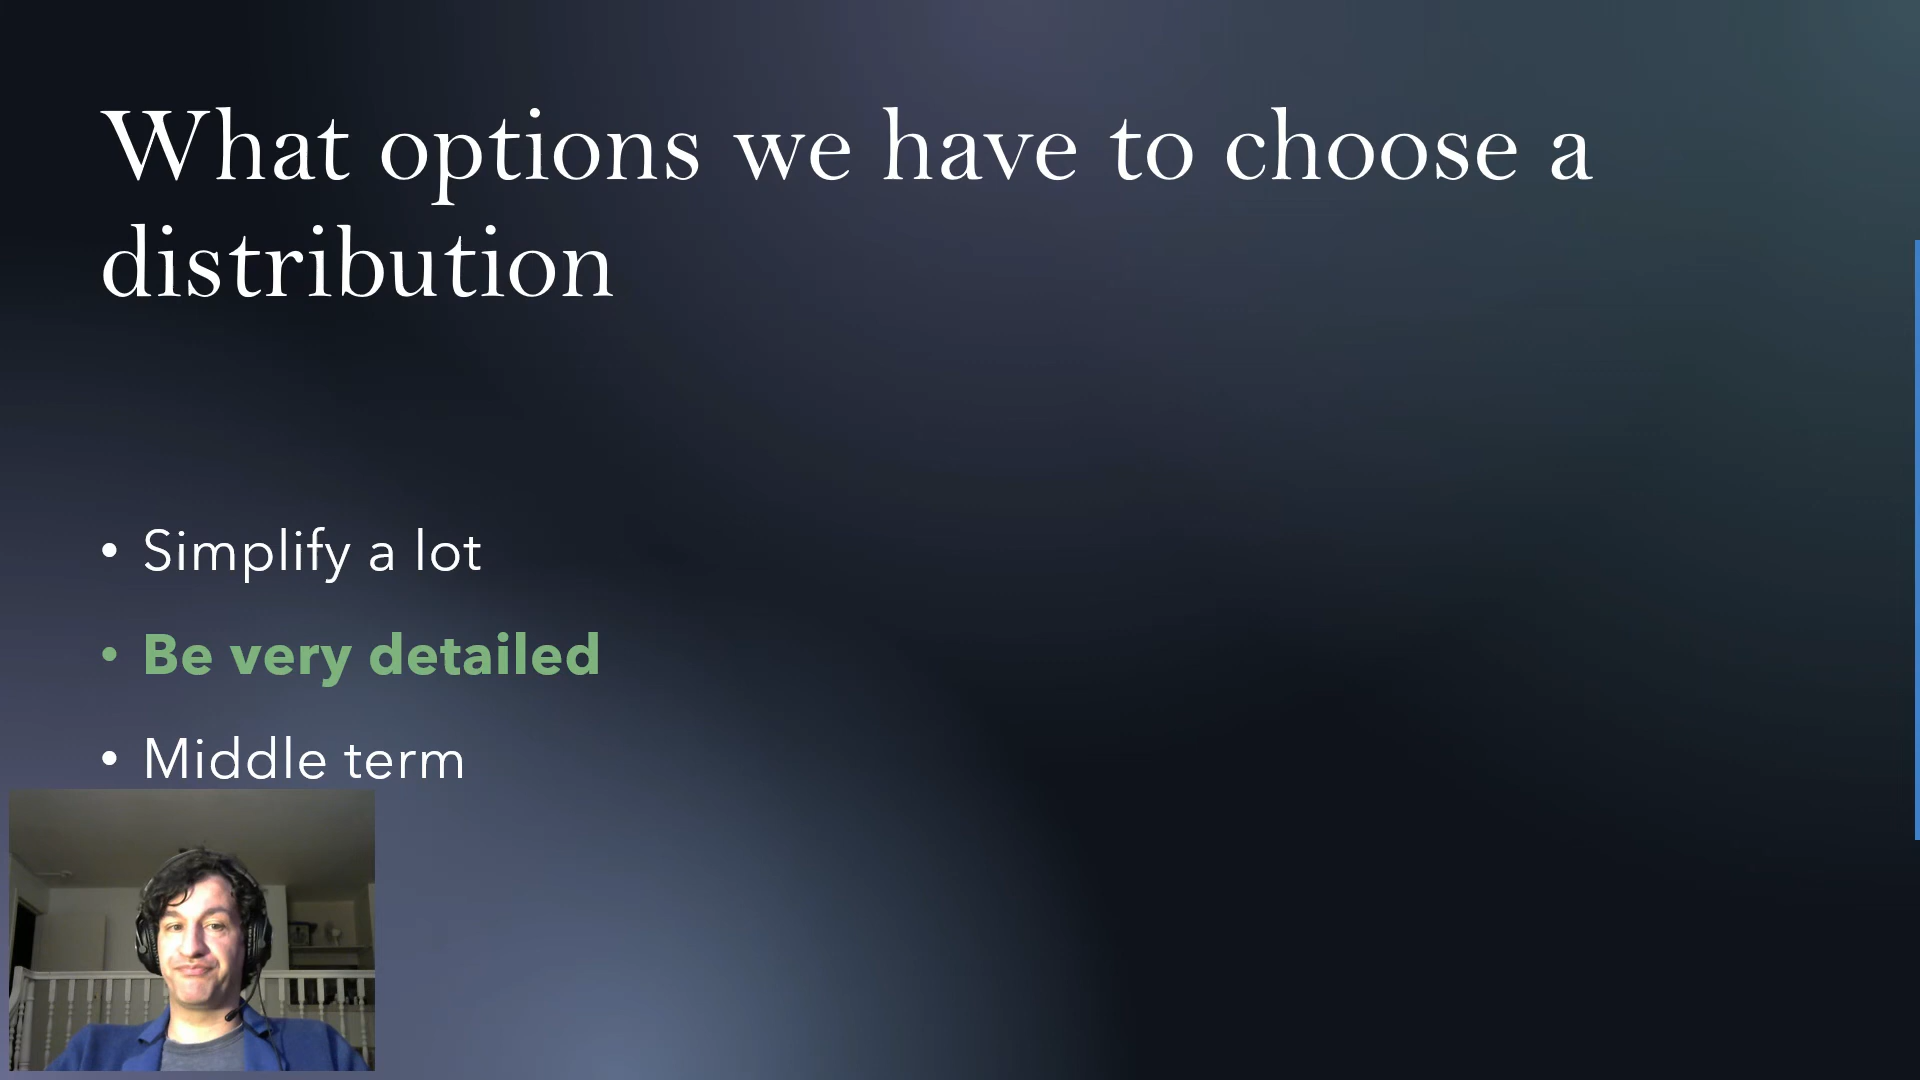 What options we have to choose a
distribution
• Simplify a lot
• Be very detailed
• Middle term